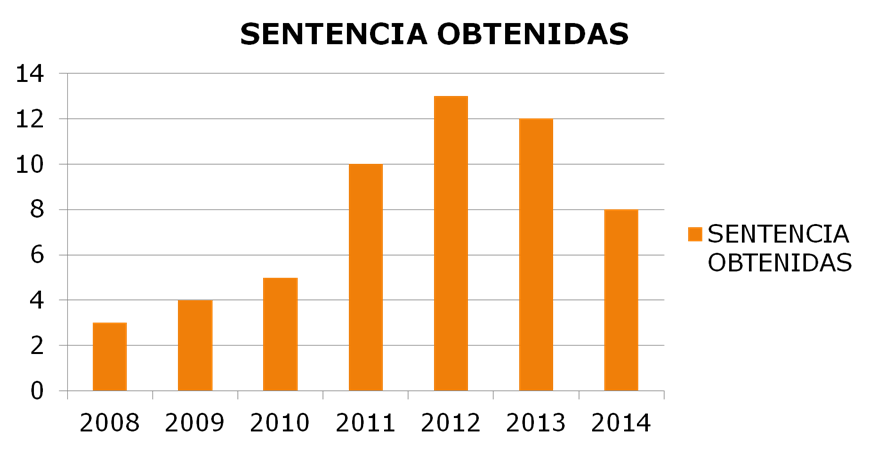 SENTENCIA OBTENIDAS
14
12
10
8
6
4
2
0
2008 2009 2010 2011 2012 2013 2014
SENTENCIA
OBTENIDAS